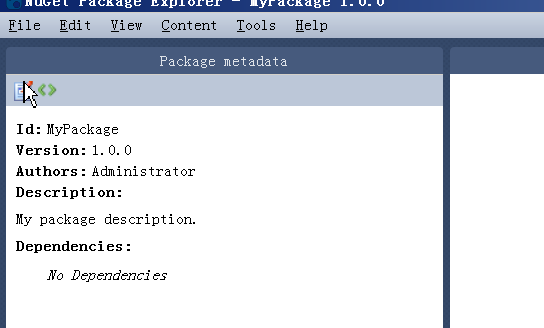 NuGet Package Explorer - MyPackage 1.0.0
File Edit View Content Tools Help
Package metadata
Id: MyPackage
Version: 1.0.0
Authors: Administrator
Description:
My package description.
Dependencies:
No Dependencies